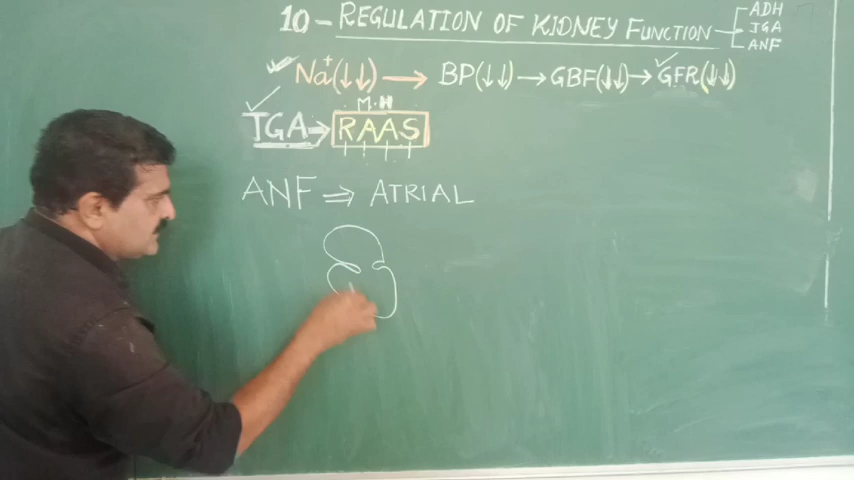 10 - REGULATION OF KIDNEY FUNCTION
ADH
JGA
ANF
Na+(↓↓) → BP(↓↓) → GBF(↓↓) → GFR(↓↓)
M.H
JGA → RAAS
ANF ⇒ ATRIAL